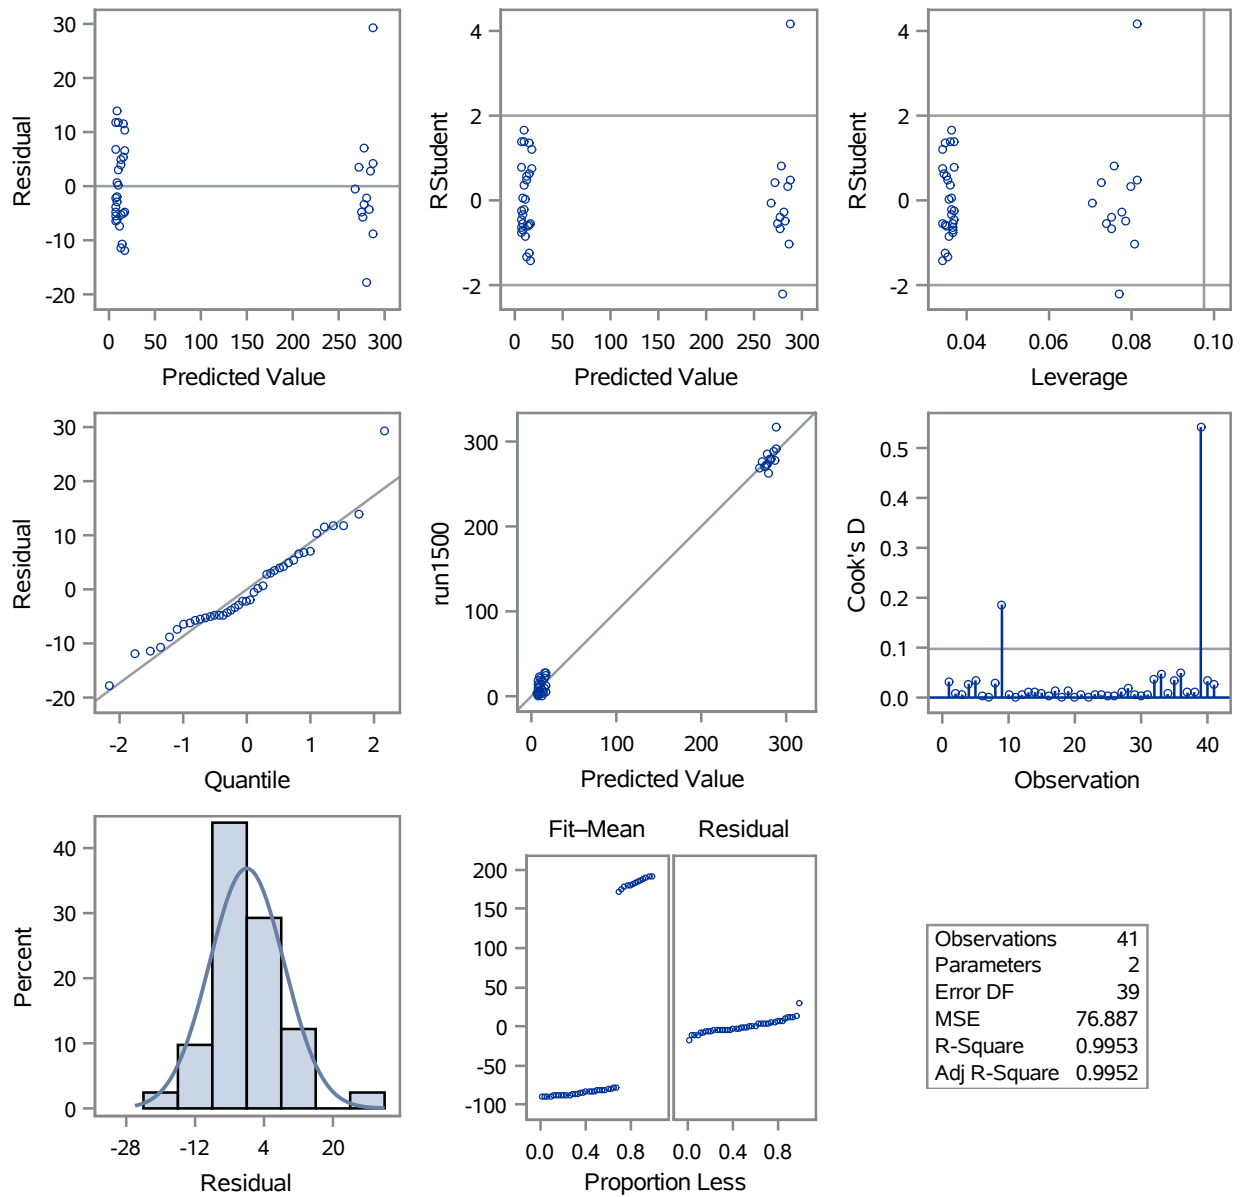 30
20
10
0
-10
-20
Residual
0 50 100 150 200 250 300
Predicted Value
4
2
0
-2
RStudent
0 50 100 150 200 250 300
Predicted Value
4
2
0
-2
RStudent
0.04 0.06 0.08 0.10
Leverage
30
20
10
0
-10
-20
Residual
-2 -1 0 1 2
Quantile
300
200
100
0
run1500
0 100 200 300
Predicted Value
0.5
0.4
0.3
0.2
0.1
0.0
Cook's D
0 10 20 30 40
Observation
40
30
20
10
0
Percent
-28 -12 4 20
Residual
Fit–Mean Residual
200
150
100
50
0
-50
-100
0.0 0.4 0.8 0.0 0.4 0.8
Proportion Less
Observations 41
Parameters 2
Error DF 39
MSE 76.887
R-Square 0.9953
Adj R-Square 0.9952